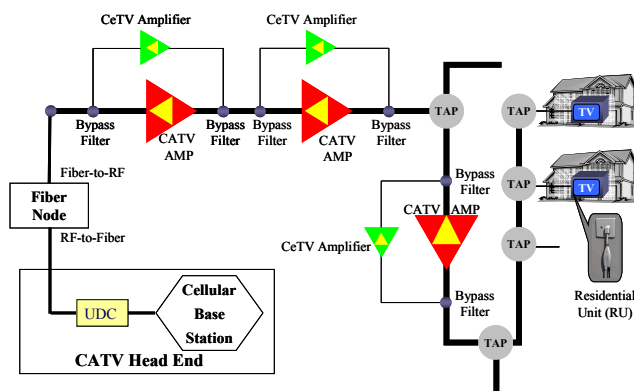 CeTV Amplifier
CeTV Amplifier
Bypass
Filter
CATV
AMP
Bypass
Filter
Bypass
Filter
CATV
AMP
Bypass
Filter
TAP
TAP
TV
Fiber-to-RF
Fiber
Node
RF-to-Fiber
Bypass
Filter
CATV AMP
CeTV Amplifier
Bypass
Filter
TAP
TV
TAP
Residential
Unit (RU)
TAP
UDC
Cellular
Base
Station
CATV Head End